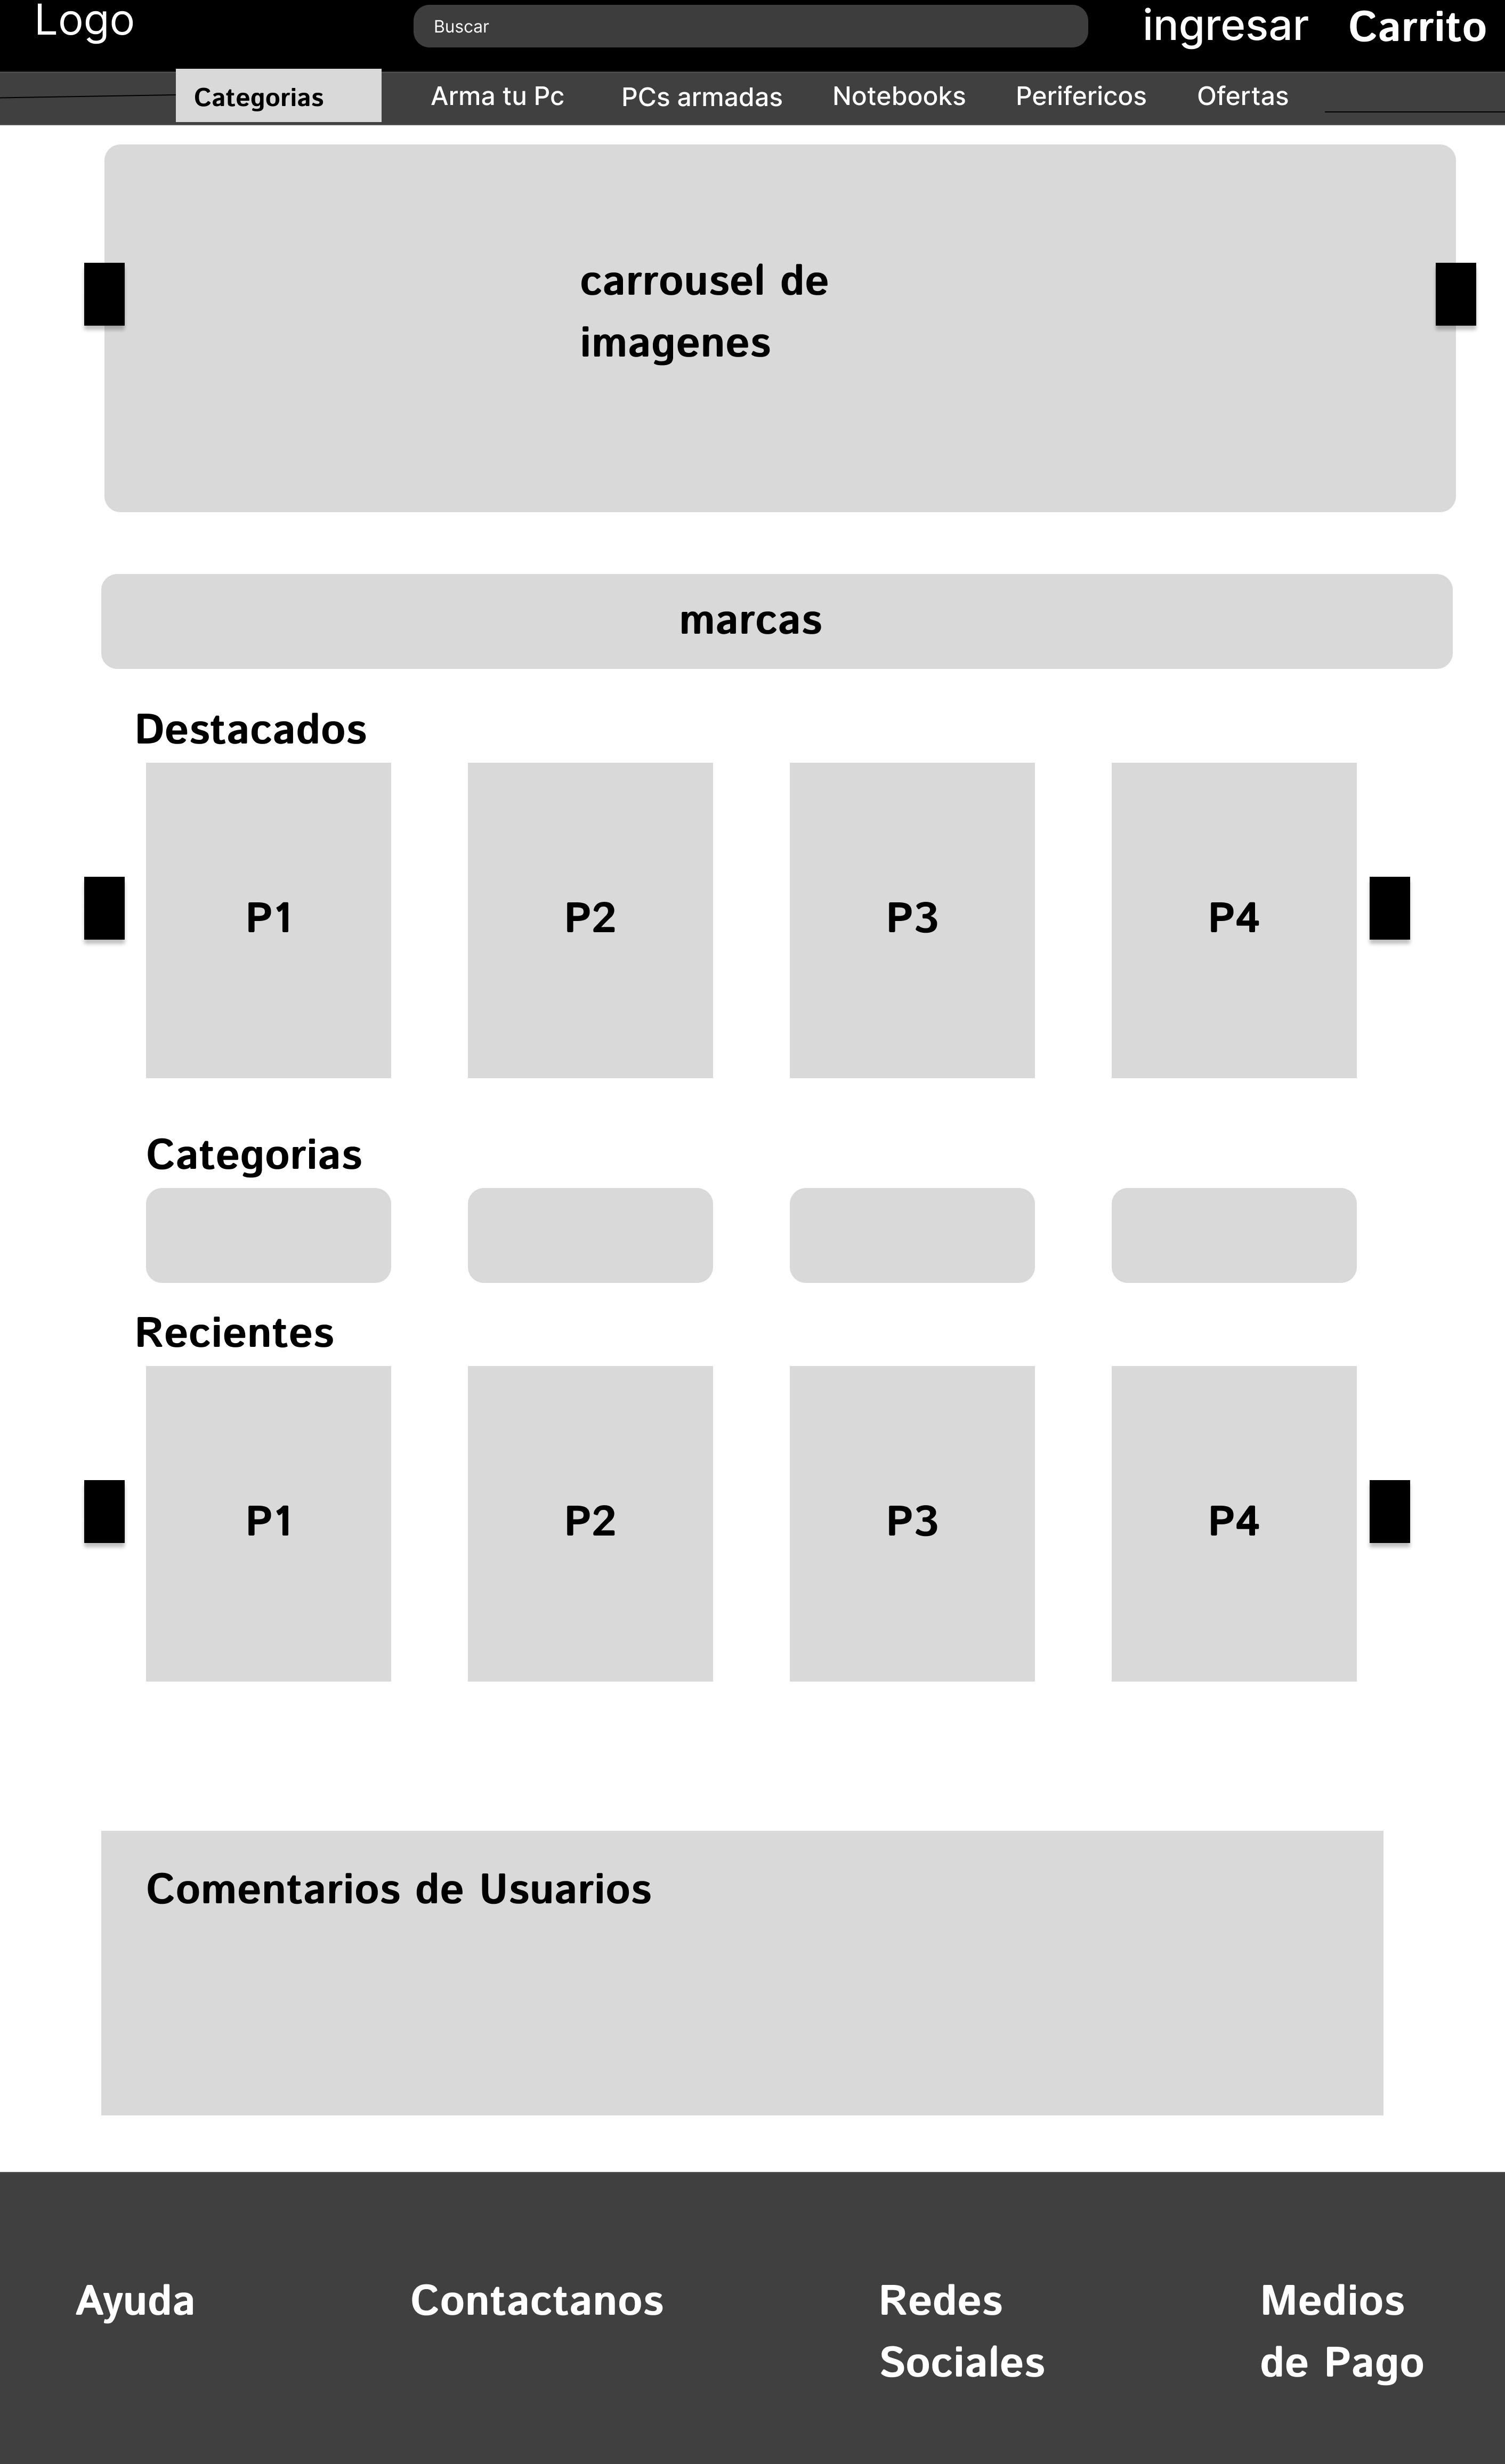 Logo
Buscar
ingresar
Carrito
Categorias
Arma tu Pc
PCs armadas
Notebooks
Perifericos
Ofertas
carrousel de
imagenes
marcas
Destacados
P1
P2
P3
P4
Categorias
Recientes
P1
P2
P3
P4
Comentarios de Usuarios
Ayuda
Contactanos
Redes
Sociales
Medios
de Pago